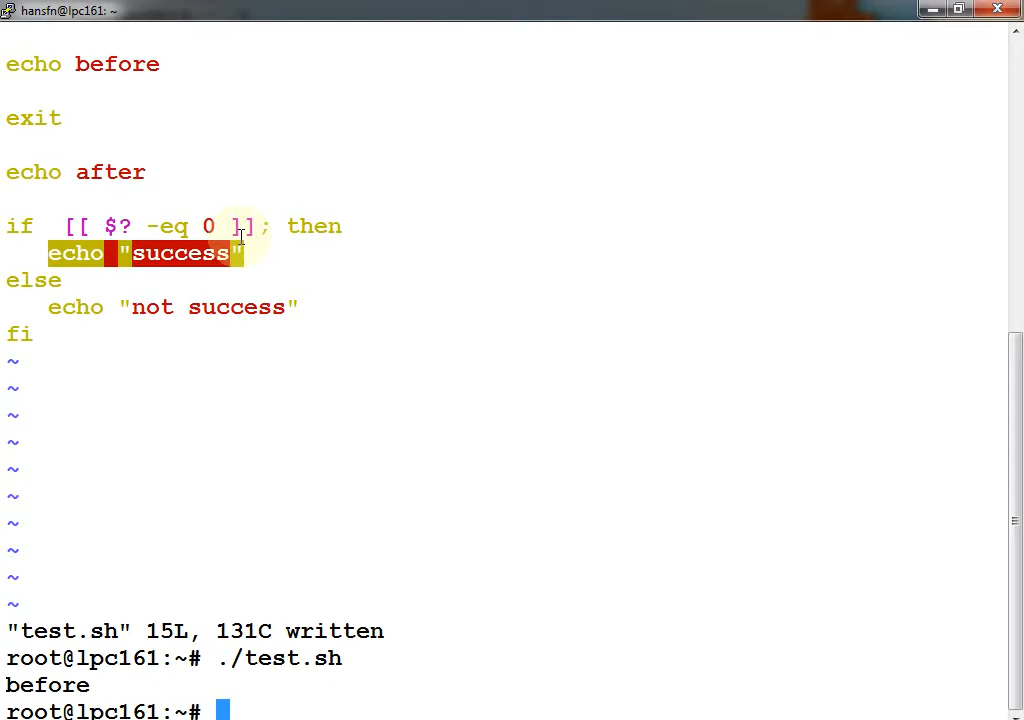 hansfn@lpc161: ~
echo before
exit
echo after
if  [[ $? -eq 0 ]]; then
   echo "success"
else
   echo "not success"
fi
~
~
~
~
~
~
~
~
~
~
"test.sh" 15L, 131C written
root@lpc161:~# ./test.sh
before
root@lpc161:~#